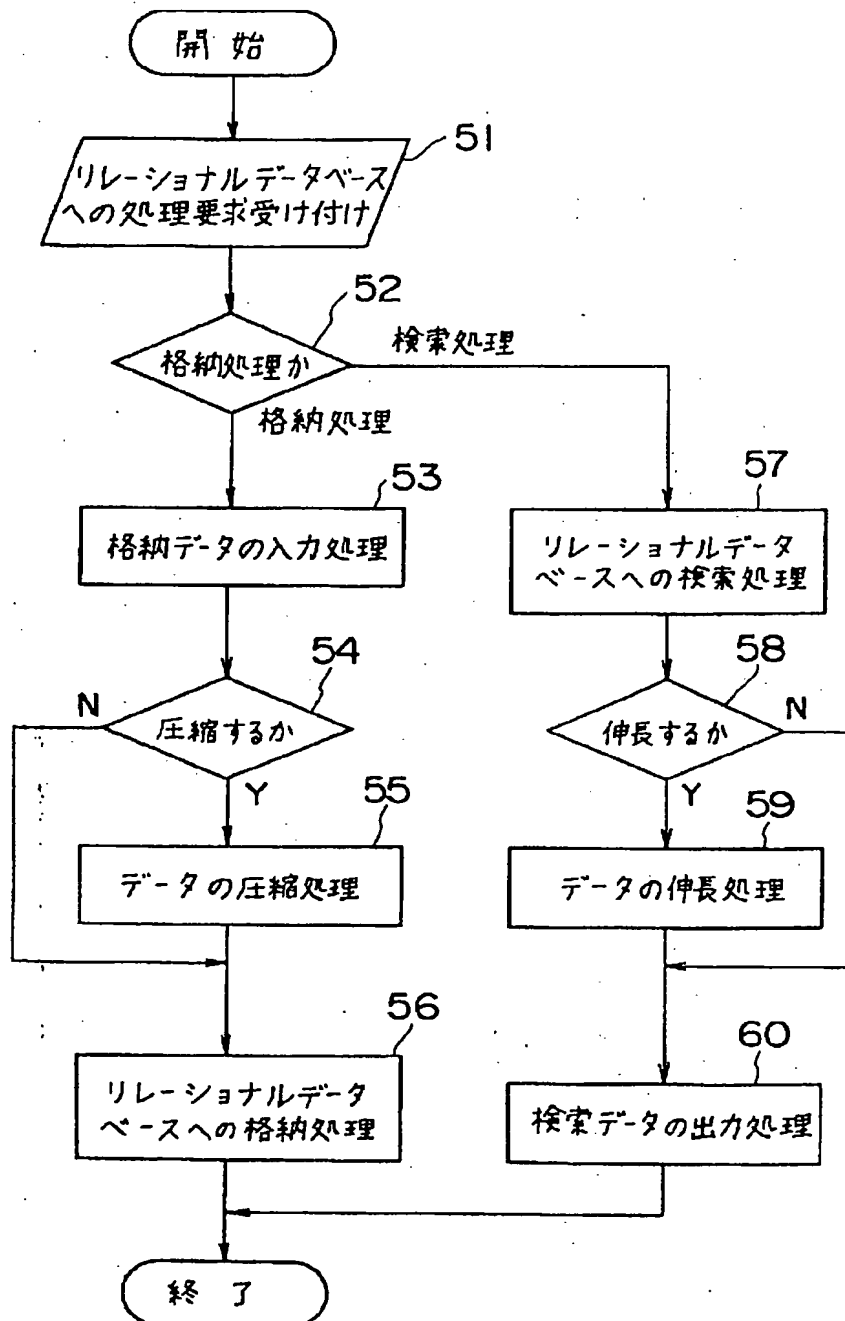 開始
51
リレーショナルデータベース
への処理要求受け付け
52
格納処理か
検索処理
格納処理
53
格納データの入力処理
54
圧縮するか
N
Y
55
データの圧縮処理
56
リレーショナルデータ
ベースへの格納処理
57
リレーショナルデータ
ベースへの検索処理
58
伸長するか
N
Y
59
データの伸長処理
60
検索データの出力処理
終了